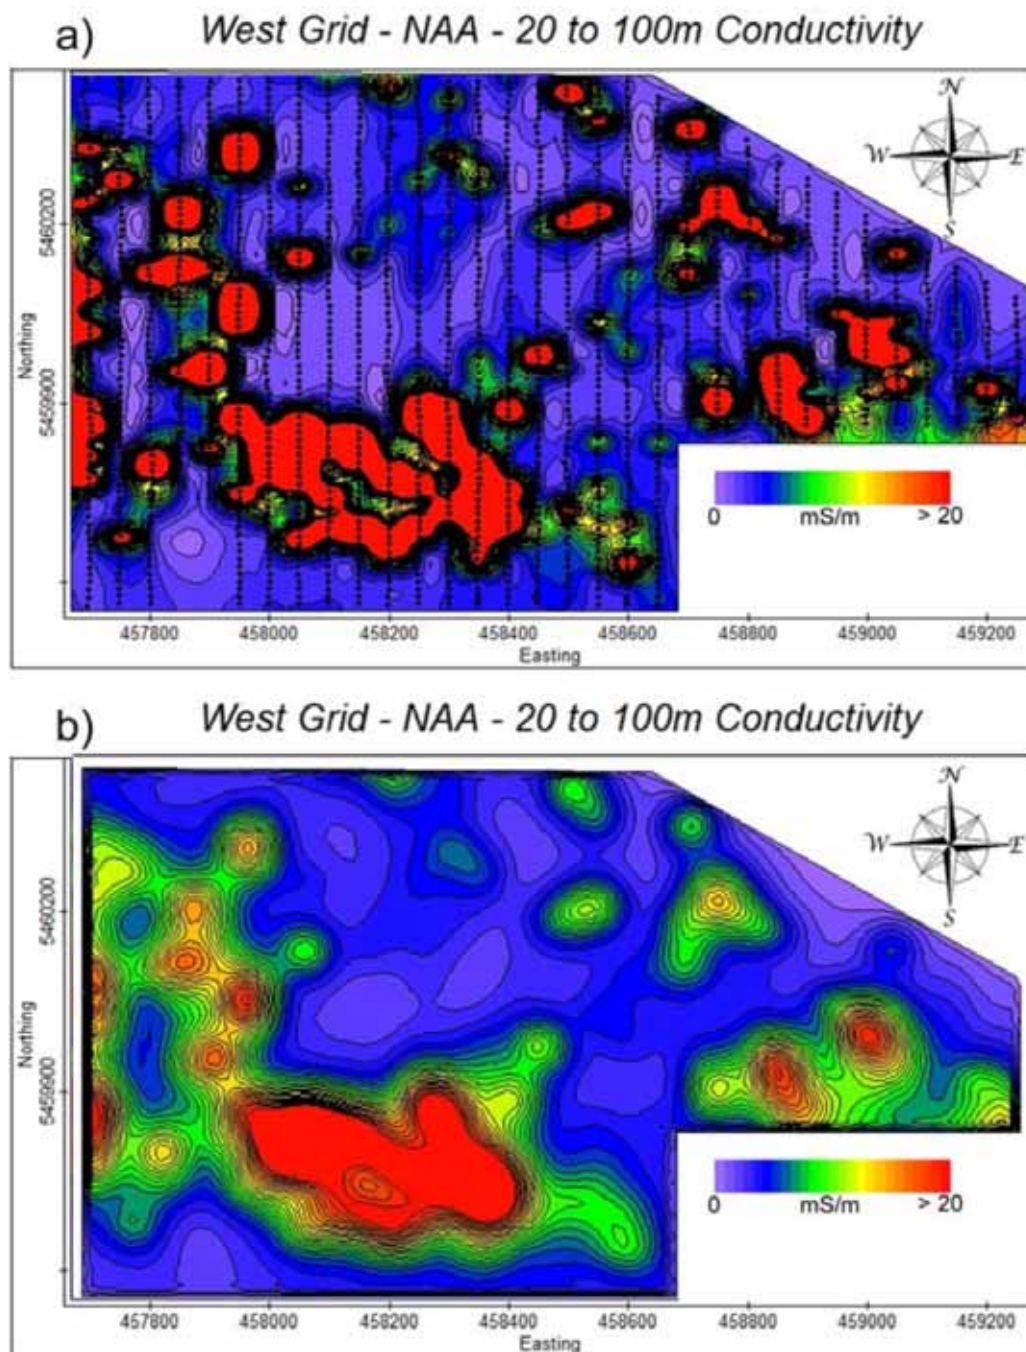 a)
West Grid - NAA - 20 to 100m Conductivity
N
W
E
S
5460200
5459900
Northing
0
mS/m
> 20
457800
458000
458200
458400
458600
458800
459000
459200
Easting
b)
West Grid - NAA - 20 to 100m Conductivity
N
W
E
S
5460200
5459900
Northing
0
mS/m
> 20
457800
458000
458200
458400
458600
458800
459000
459200
Easting